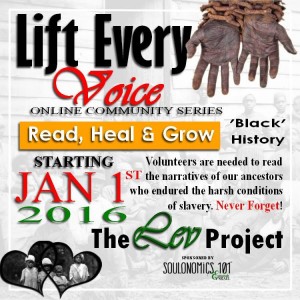 Lift Every
Voice
ONLINE COMMUNITY SERIES
Read, Heal & Grow
'Black'
History
STARTING
JAN 1ST
2016
Volunteers are needed to read
the narratives of our ancestors
who endured the harsh conditions
of slavery. Never Forget!
The Lev Project
SPONSORED BY
SOULONOMICS 101